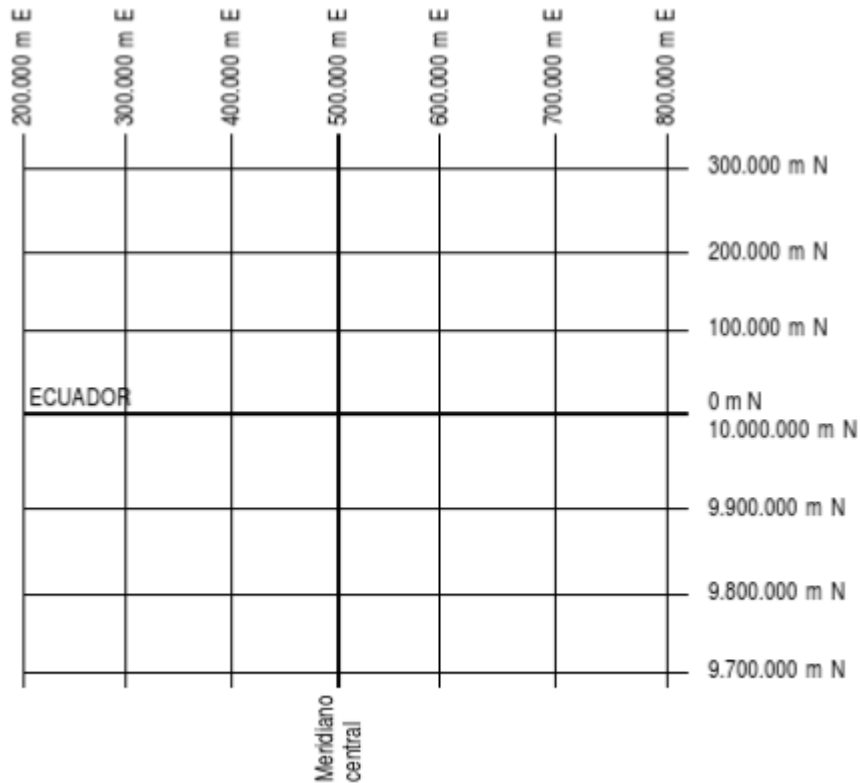 200.000 m E
300.000 m E
400.000 m E
500.000 m E
600.000 m E
700.000 m E
800.000 m E
300.000 m N
200.000 m N
100.000 m N
ECUADOR
0 m N
10.000.000 m N
9.900.000 m N
9.800.000 m N
9.700.000 m N
Meridiano
central